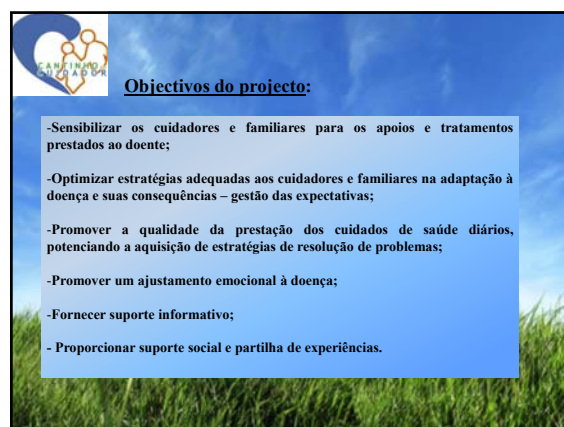 CANTINHO
CUIDADOR
Objectivos do projecto:
-Sensibilizar os cuidadores e familiares para os apoios e tratamentos
prestados ao doente;
-Optimizar estratégias adequadas aos cuidadores e familiares na adaptação à
doença e suas consequências – gestão das expectativas;
-Promover a qualidade da prestação dos cuidados de saúde diários,
potenciando a aquisição de estratégias de resolução de problemas;
-Promover um ajustamento emocional à doença;
-Fornecer suporte informativo;
- Proporcionar suporte social e partilha de experiências.